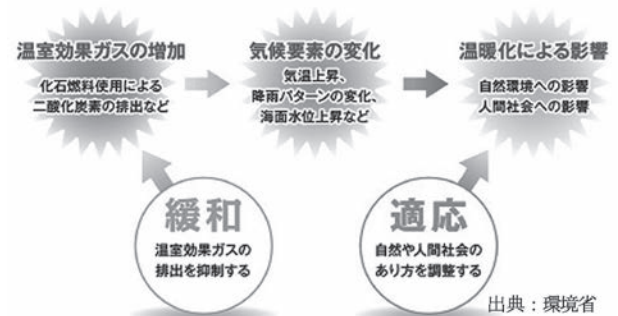 温室効果ガスの増加
化石燃料使用による
二酸化炭素の排出など
気候要素の変化
気温上昇、
降雨パターンの変化、
海面水位上昇など
温暖化による影響
自然環境への影響
人間社会への影響
緩和
温室効果ガスの
排出を抑制する
適応
自然や人間社会の
あり方を調整する
出典：環境省